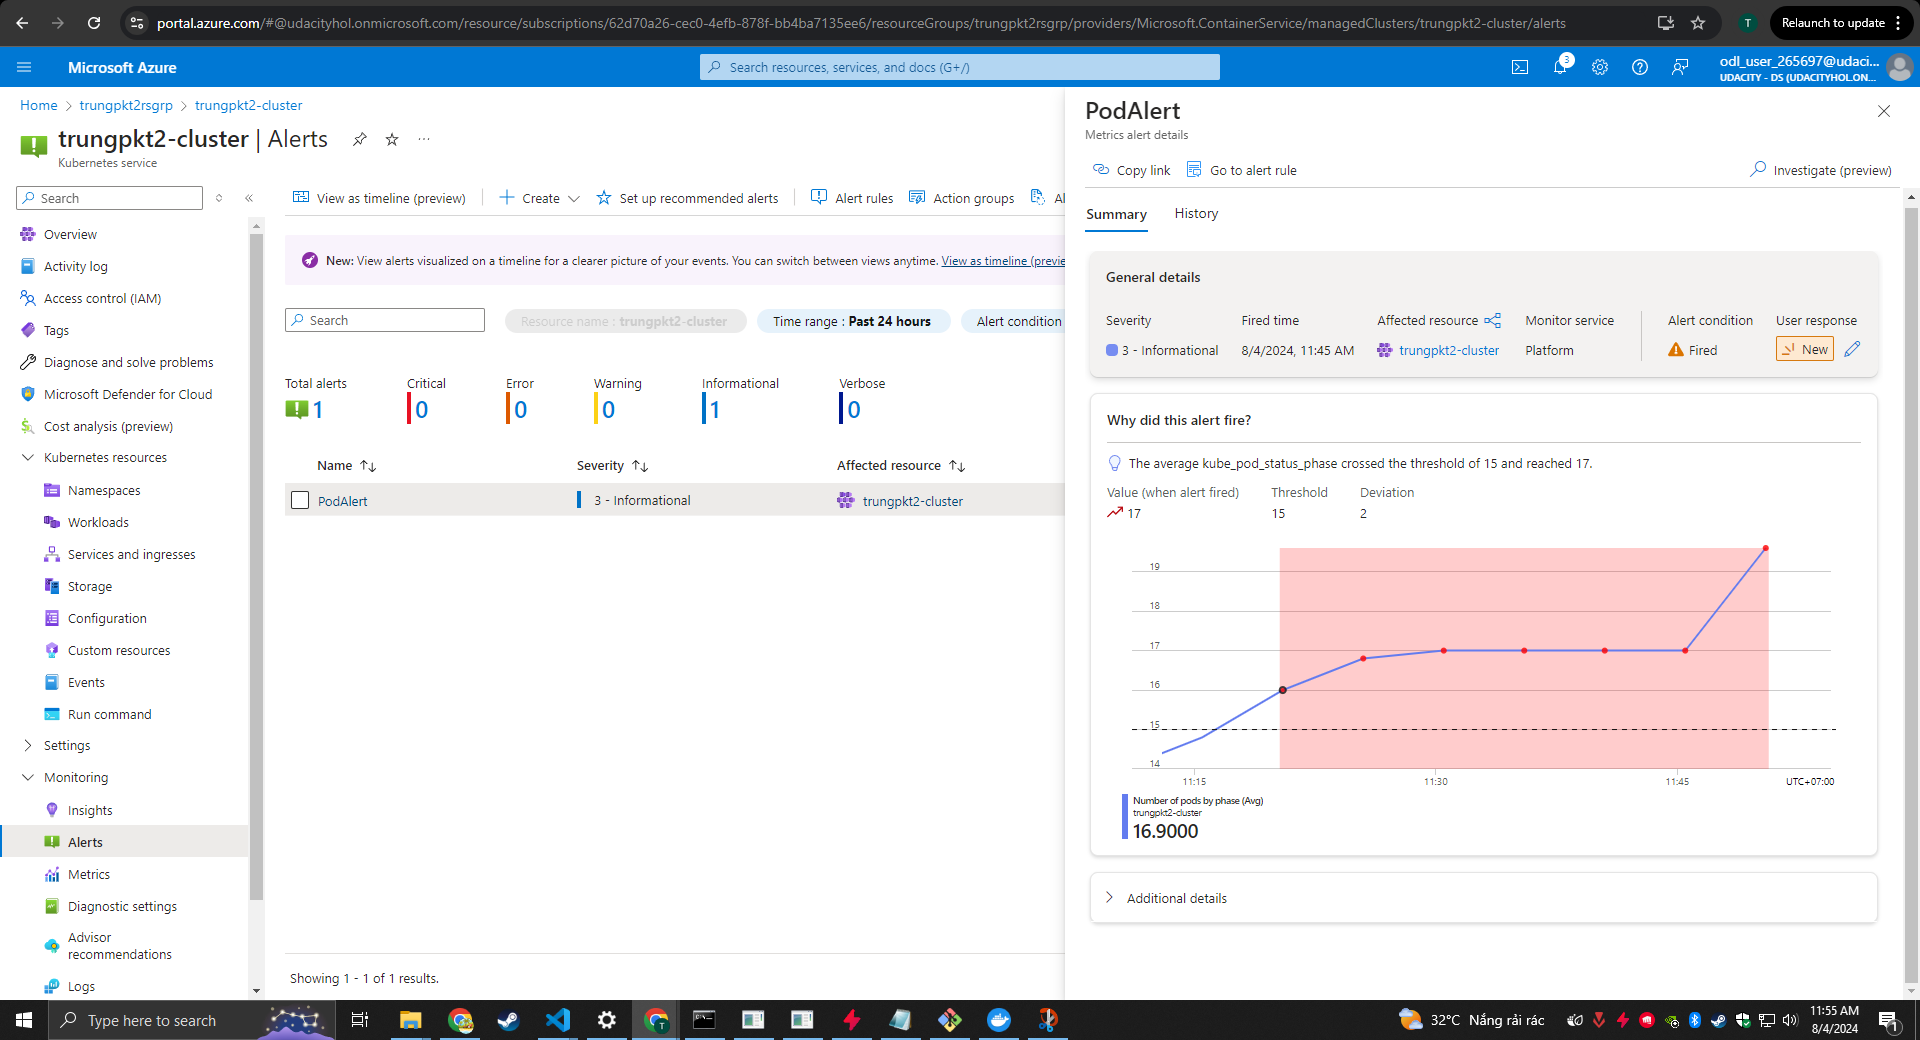 portal.azure.com/#@udacityhol.onmicrosoft.com/resource/subscriptions/62d70a26-cec0-4efb-878f-bb4ba7135ee6/resourceGroups/trungpkt2rsgrp/providers/Microsoft.ContainerService/managedClusters/trungpkt2-cluster/alerts
T
Relaunch to update
Microsoft Azure
Search resources, services, and docs (G+/)
3
odl_user_265697@udaci...
UDACITY - DS (UDACITYHOL.ON...
Home > trungpkt2rsgrp > trungpkt2-cluster
trungpkt2-cluster | Alerts
Kubernetes service
Search
Overview
Activity log
Access control (IAM)
Tags
Diagnose and solve problems
Microsoft Defender for Cloud
Cost analysis (preview)
Kubernetes resources
Namespaces
Workloads
Services and ingresses
Storage
Configuration
Custom resources
Events
Run command
Settings
Monitoring
Insights
Alerts
Metrics
Diagnostic settings
Advisor
recommendations
Logs
View as timeline (preview)
Create
Set up recommended alerts
Alert rules
Action groups
Al
New: View alerts visualized on a timeline for a clearer picture of your events. You can switch between views anytime. View as timeline (previe
Search
Resource name : trungpkt2-cluster
Time range : Past 24 hours
Alert condition
Total alerts
1
Critical
0
Error
0
Warning
0
Informational
1
Verbose
0
Name
Severity
Affected resource
PodAlert
3 - Informational
trungpkt2-cluster
Showing 1 - 1 of 1 results.
PodAlert
Metrics alert details
Copy link
Go to alert rule
Investigate (preview)
Summary
History
General details
Severity
3 - Informational
Fired time
8/4/2024, 11:45 AM
Affected resource
trungpkt2-cluster
Monitor service
Platform
Alert condition
Fired
User response
New
Why did this alert fire?
The average kube_pod_status_phase crossed the threshold of 15 and reached 17.
Value (when alert fired)
17
Threshold
15
Deviation
2
19
18
17
16
15
14
11:15
11:30
11:45
UTC+07:00
Number of pods by phase (Avg)
trungpkt2-cluster
16.9000
Additional details
Type here to search
T
32°C Nắng rải rác
11:55 AM
8/4/2024
1